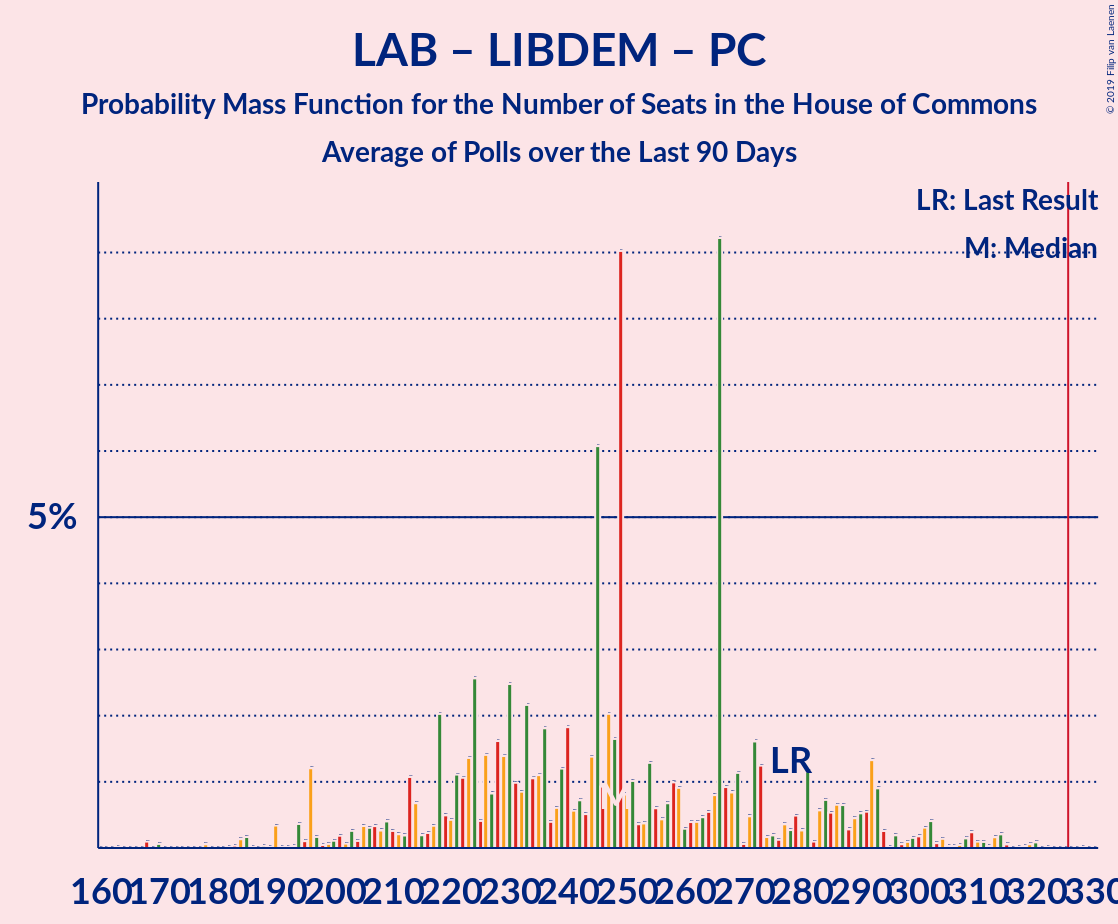 LAB – LIBDEM – PC
Probability Mass Function for the Number of Seats in the House of Commons
Average of Polls over the Last 90 Days
© 2019 Filip van Laenen
LR: Last Result
M: Median
5%
M
LR
160 170 180 190 200 210 220 230 240 250 260 270 280 290 300 310 320 330